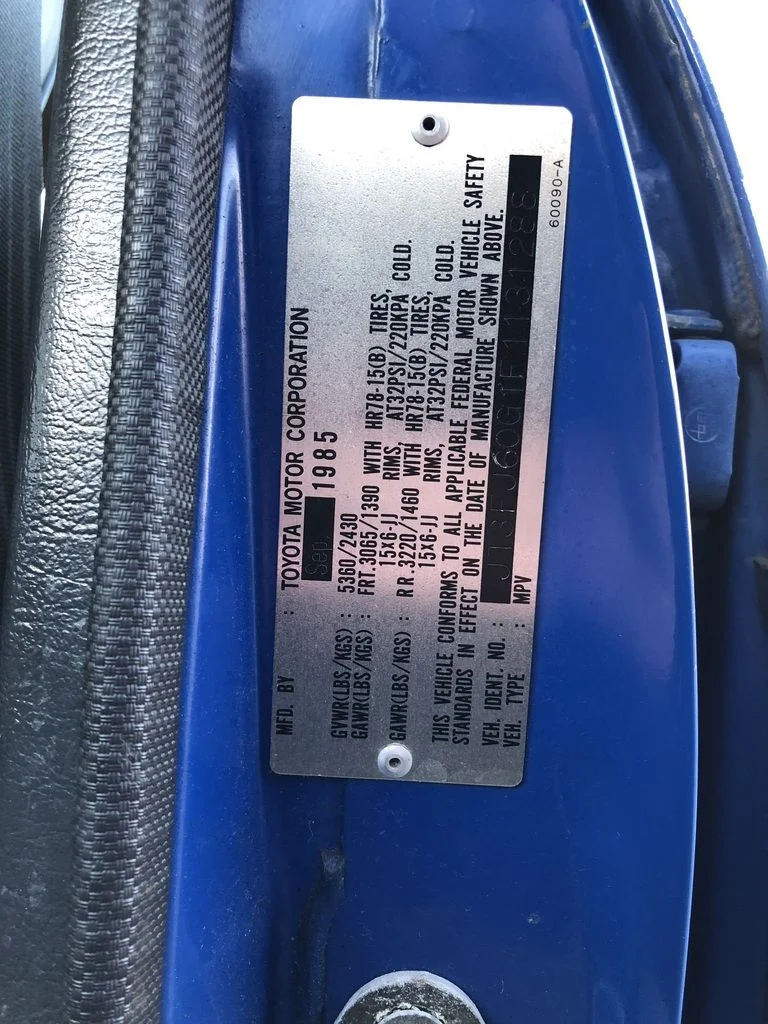 MFD. BY : TOYOTA MOTOR CORPORATION
Sep. 1985
GVWR(LBS/KGS) : 5360/2430
GAWR(LBS/KGS) : FRT.3065/1390 WITH HR78-15(B) TIRES,
15x6-JJ RIMS, AT32PSI/220KPA COLD.
GAWR(LBS/KGS) : RR.3220/1460 WITH HR78-15(B) TIRES,
15x6-JJ RIMS, AT32PSI/220KPA COLD.
THIS VEHICLE CONFORMS TO ALL APPLICABLE FEDERAL MOTOR VEHICLE SAFETY
STANDARDS IN EFFECT ON THE DATE OF MANUFACTURE SHOWN ABOVE.
VEH. IDENT. NO. :
VEH. TYPE : MPV
60090-A